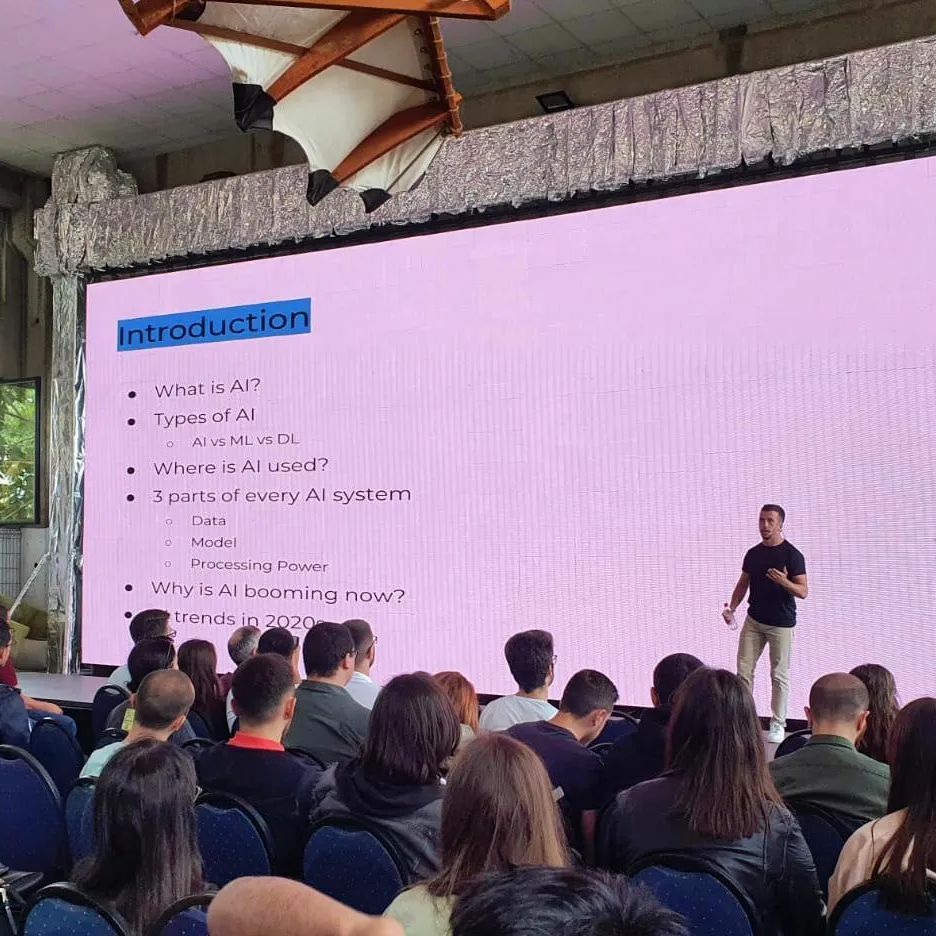 Introduction
What is AI?
Types of AI
AI vs ML vs DL
Where is AI used?
3 parts of every AI system
Data
Model
Processing Power
Why is AI booming now?
trends in 2020s